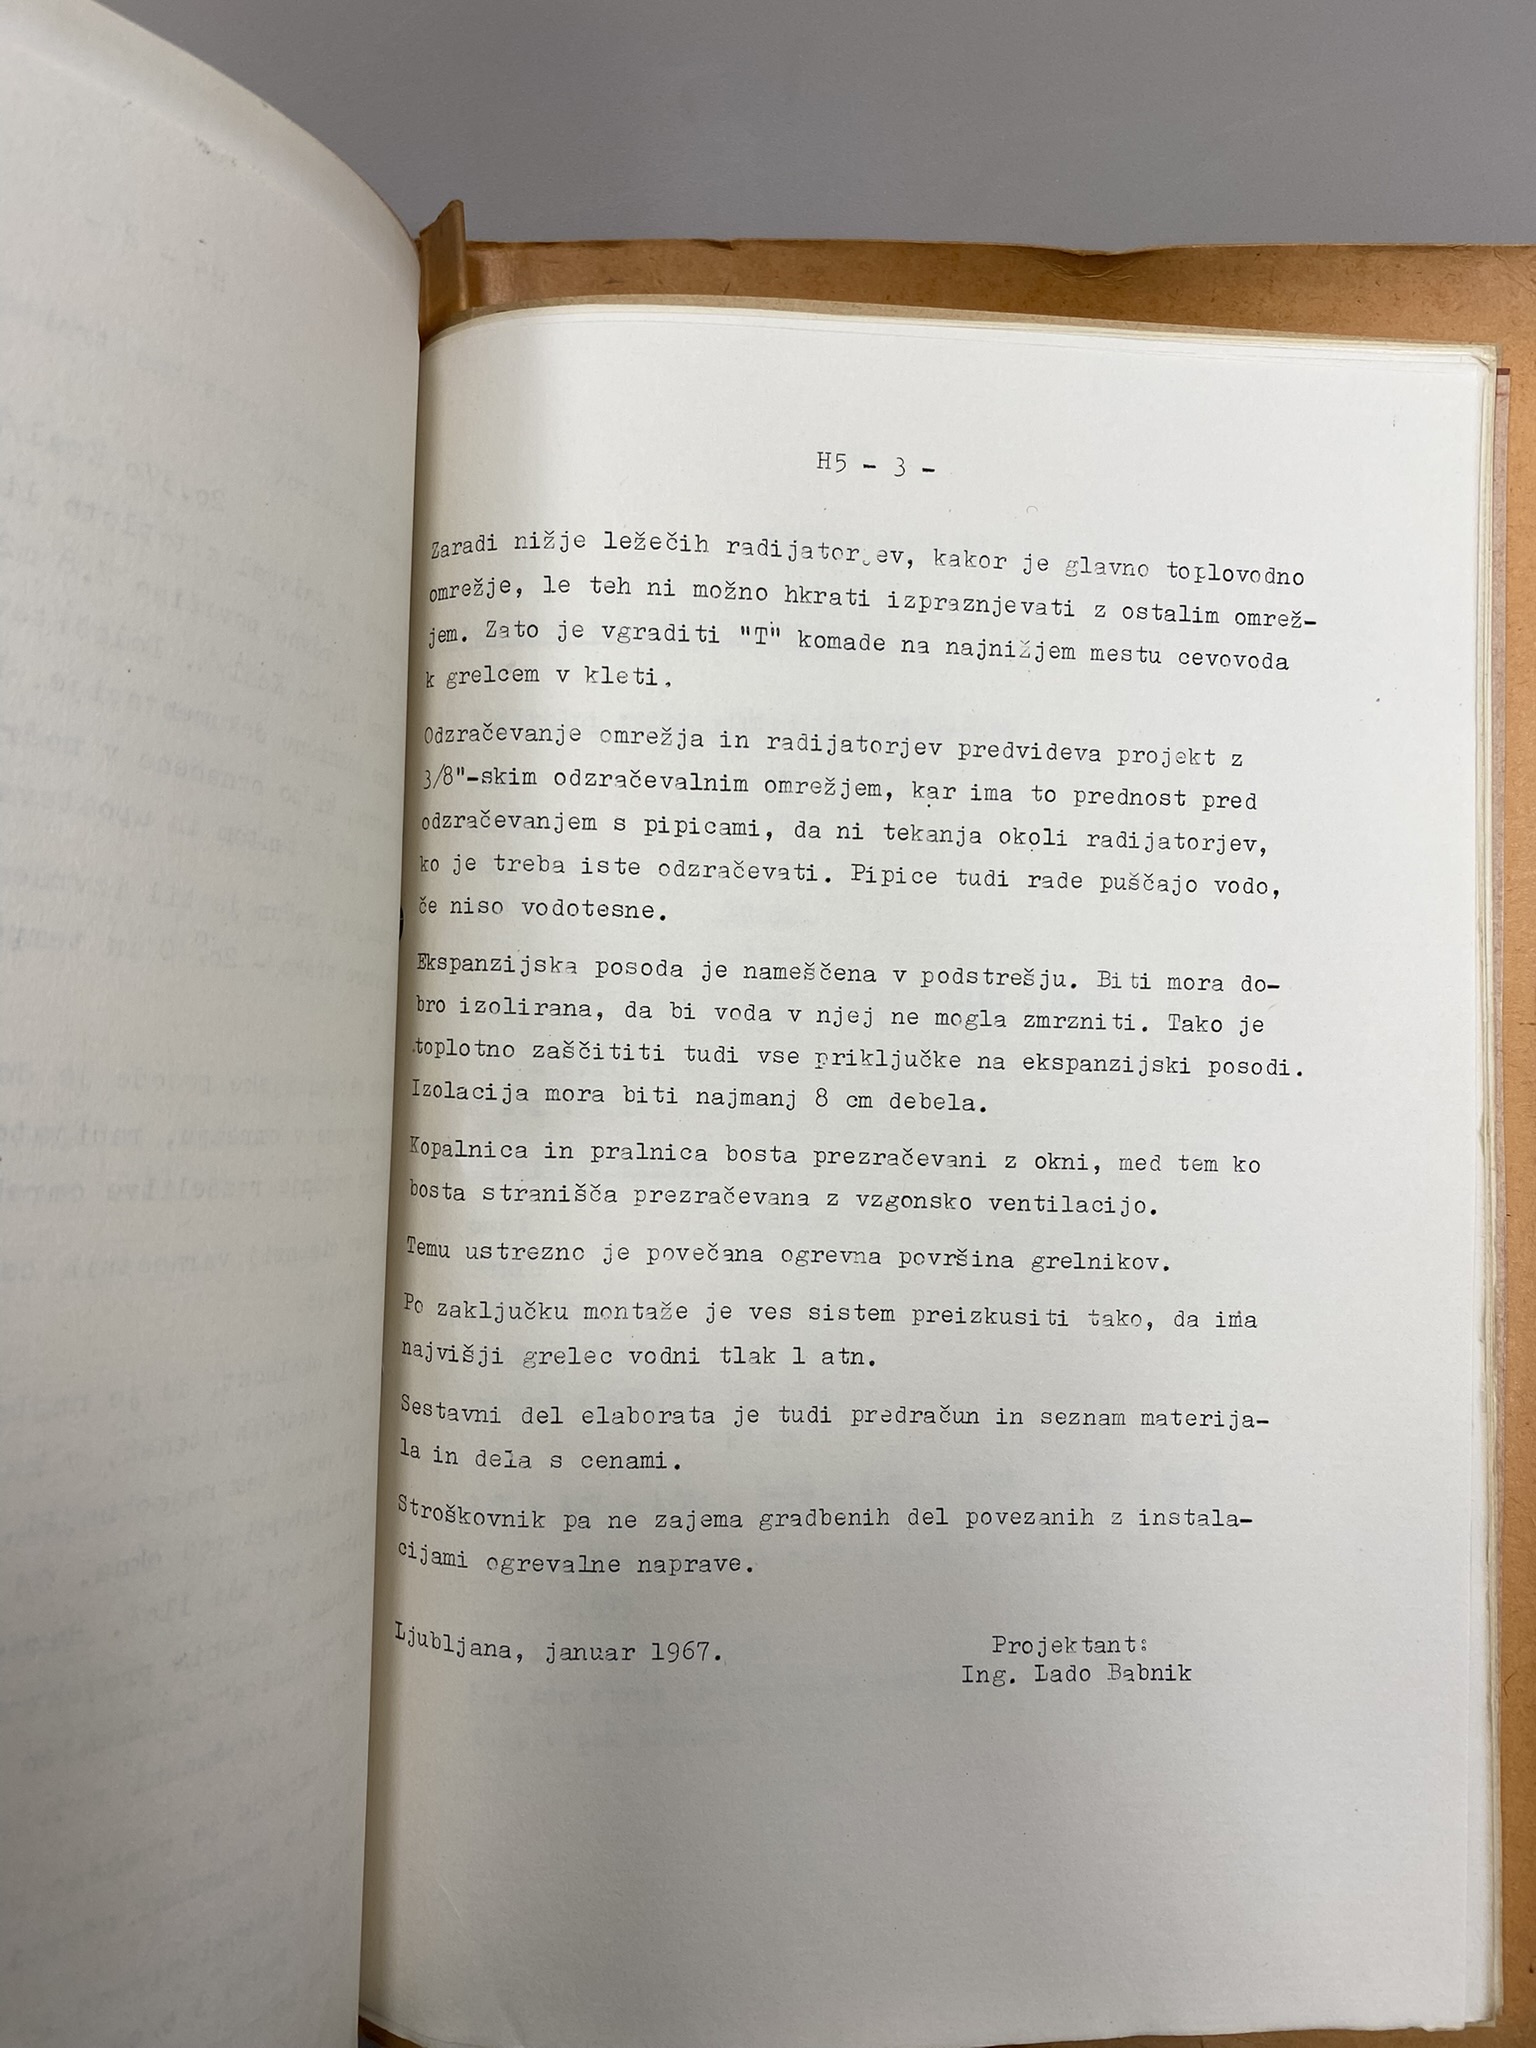 H5 - 3 -
Zaradi nižje ležečih radijatorjev, kakor je glavno toplovodno
omrežje, le teh ni možno hkrati izpraznjevati z ostalim omrež-
jem. Zato je vgraditi "T" komade na najnižjem mestu cevovoda
k grelcem v kleti.
Odzračevanje omrežja in radijatorjev predvideva projekt z
3/8"-skim odzračevalnim omrežjem, kar ima to prednost pred
odzračevanjem s pipicami, da ni tekanja okoli radijatorjev,
ko je treba iste odzračevati. Pipice tudi rade puščajo vodo,
če niso vodotesne.
Ekspanzijska posoda je nameščena v podstrešju. Biti mora do-
bro izolirana, da bi voda v njej ne mogla zmrzniti. Tako je
toplotno zaščititi tudi vse priključke na ekspanzijski posodi.
Izolacija mora biti najmanj 8 cm debela.
Kopalnica in pralnica bosta prezračevani z okni, med tem ko
bosta stranišča prezračevana z vzgonsko ventilacijo.
Temu ustrezno je povečana ogrevna površina grelnikov.
Po zaključku montaže je ves sistem preizkusiti tako, da ima
najvišji grelec vodni tlak 1 atn.
Sestavni del elaborata je tudi predračun in seznam materija-
la in dela s cenami.
Stroškovnik pa ne zajema gradbenih del povezanih z instala-
cijami ogrevalne naprave.
Ljubljana, januar 1967.
Projektant:
Ing. Lado Babnik